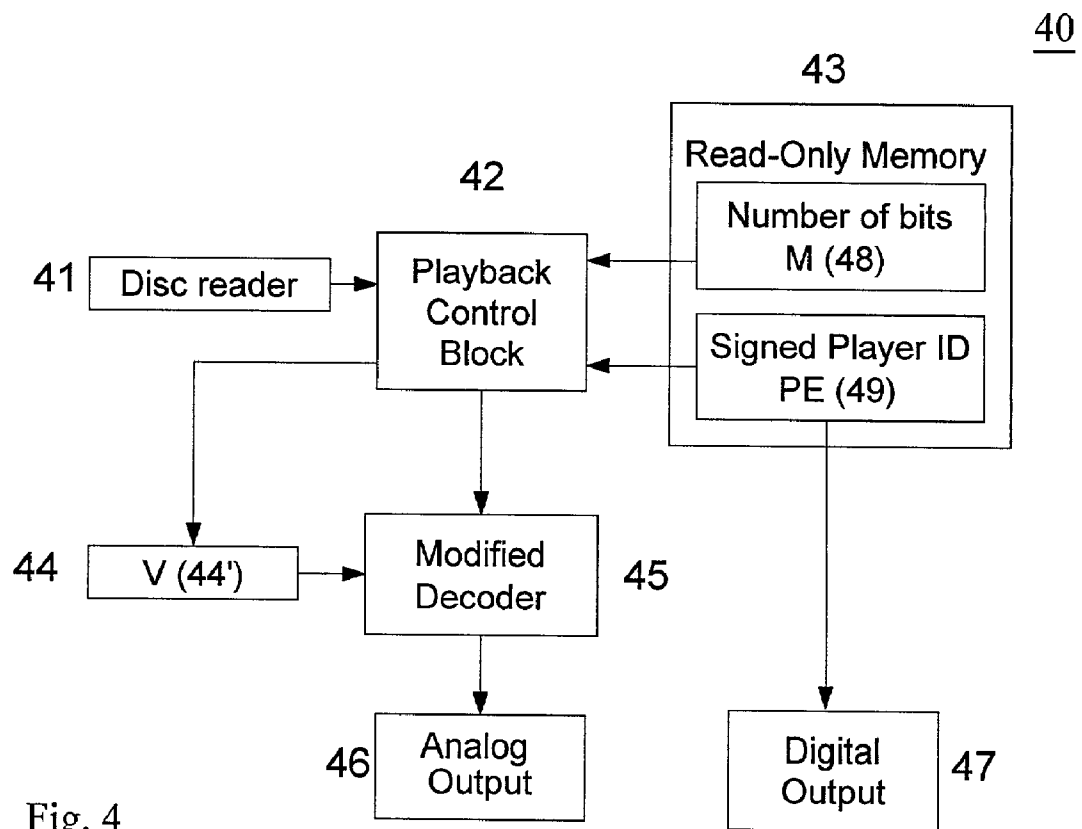 40
43
Read-Only Memory
42
Number of bits
M (48)
41
Disc reader
Playback
Control
Block
Signed Player ID
PE (49)
44
V (44')
Modified
Decoder
45
46
Analog
Output
Digital
Output
47
Fig. 4